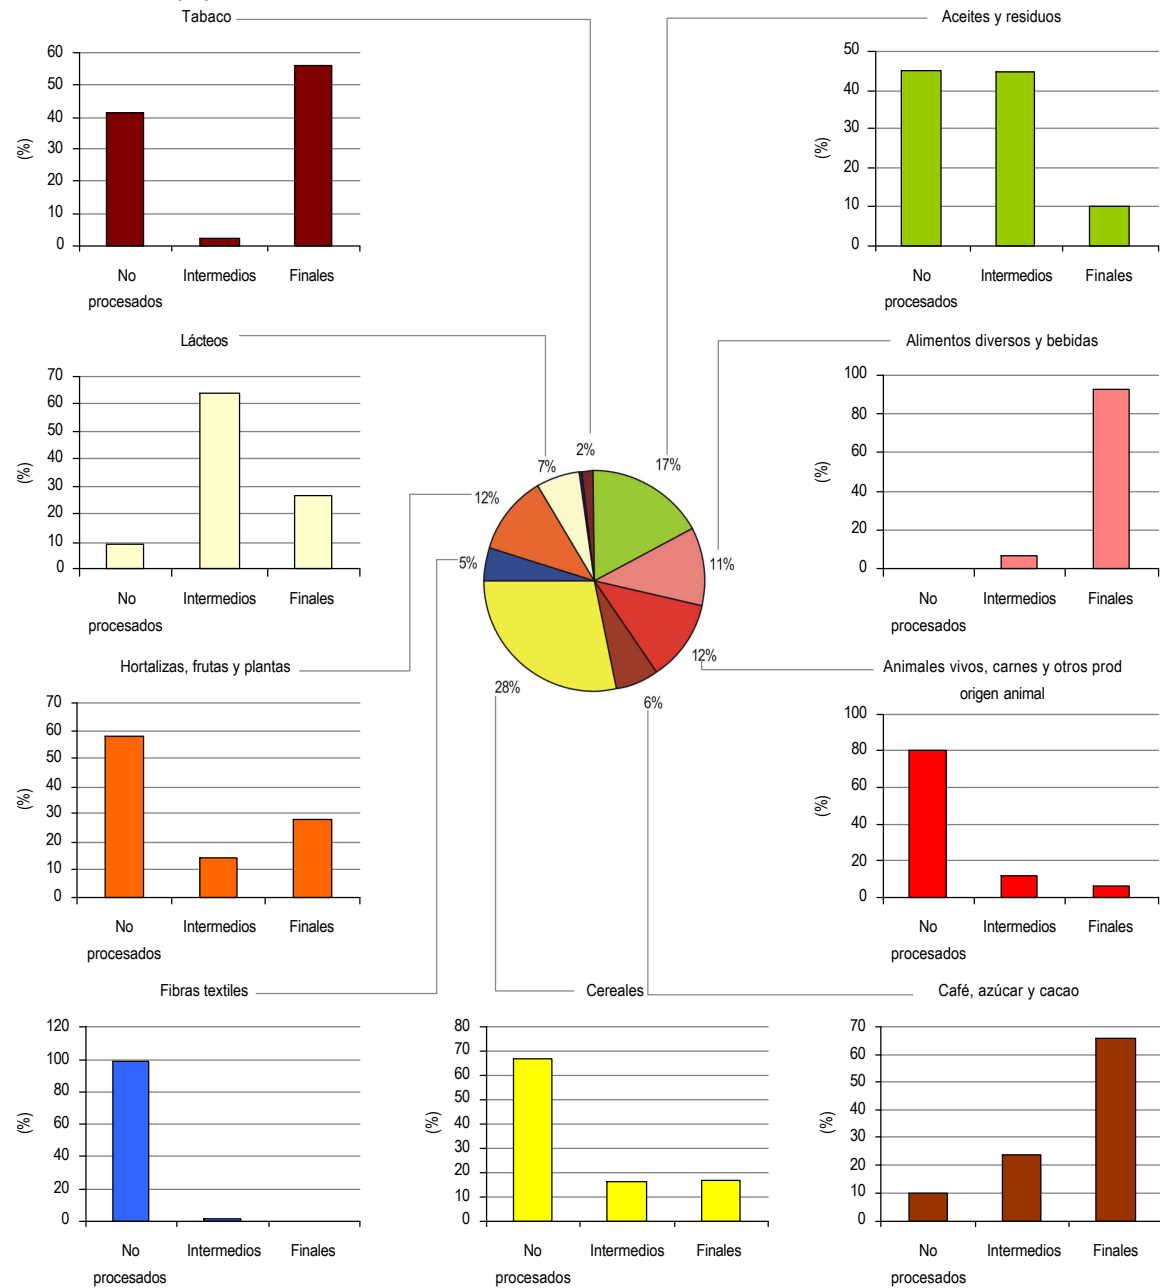 Tabaco
Aceites y residuos
60
50
40
30
20
10
0
(%)
No procesados
Intermedios
Finales
50
40
30
20
10
0
(%)
No procesados
Intermedios
Finales
Lácteos
Alimentos diversos y bebidas
70
60
50
40
30
20
10
0
(%)
No procesados
Intermedios
Finales
100
80
60
40
20
0
(%)
No procesados
Intermedios
Finales
2%
17%
7%
12%
11%
5%
12%
28%
6%
Hortalizas, frutas y plantas
Animales vivos, carnes y otros prod
origen animal
70
60
50
40
30
20
10
0
(%)
No procesados
Intermedios
Finales
100
80
60
40
20
0
(%)
No procesados
Intermedios
Finales
Fibras textiles
Cereales
Café, azúcar y cacao
120
100
80
60
40
20
0
(%)
No procesados
Intermedios
Finales
80
70
60
50
40
30
20
10
0
(%)
No procesados
Intermedios
Finales
70
60
50
40
30
20
10
0
(%)
No procesados
Intermedios
Finales